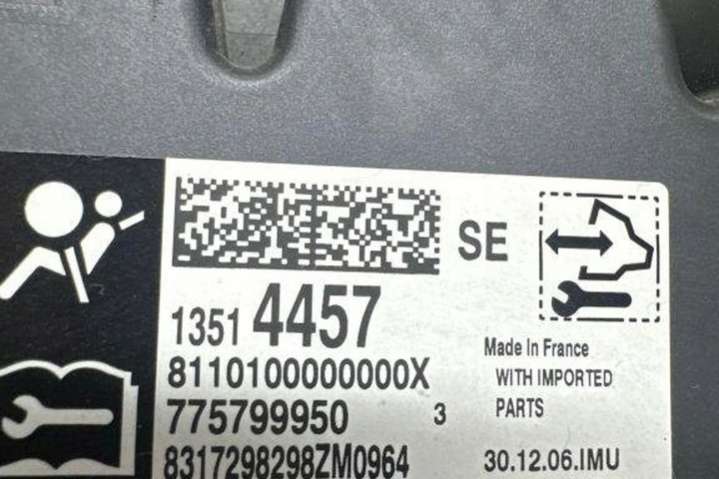 SE
1351 4457
8110100000000X
775799950 3
8317298298ZM0964
Made In France
WITH IMPORTED
PARTS
30.12.06.IMU